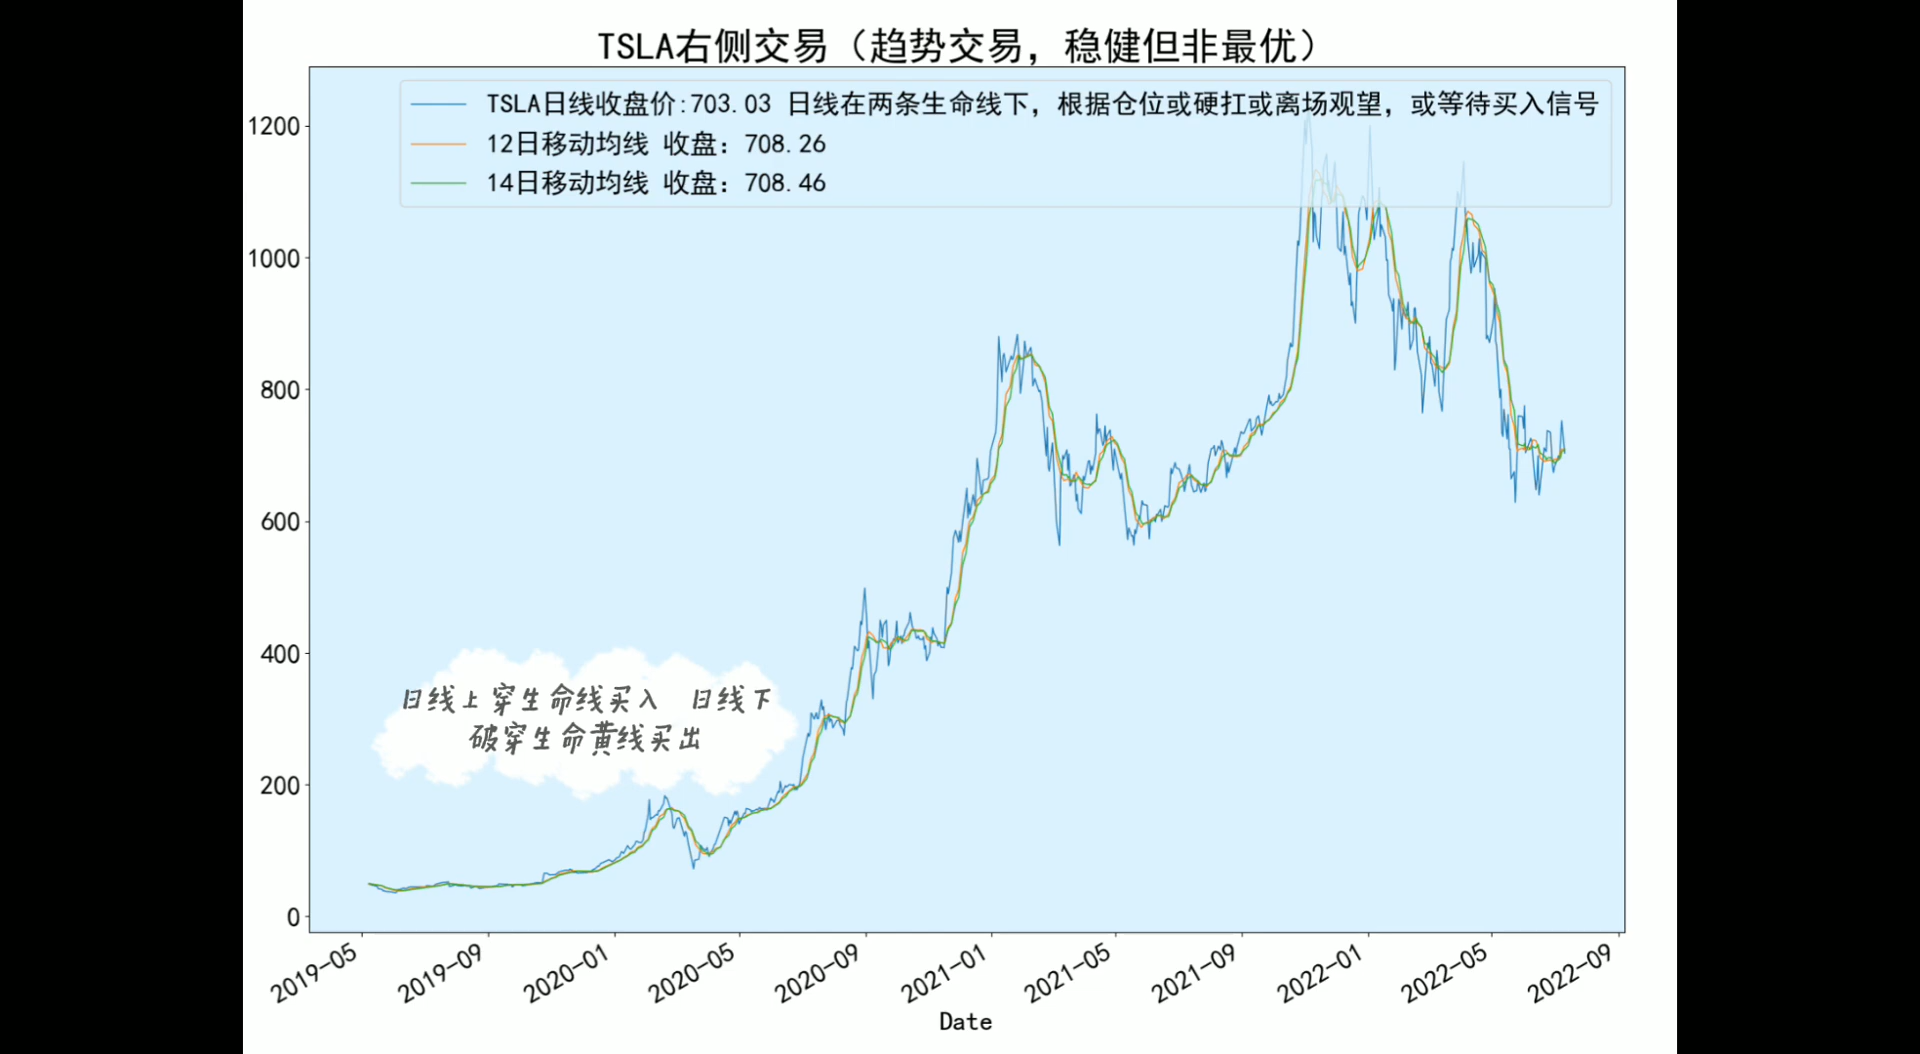 TSLA右侧交易（趋势交易，稳健但非最优）
TSLA日线收盘价:703.03 日线在两条生命线下，根据仓位或硬扛或离场观望，或等待买入信号
12日移动均线 收盘：708.26
14日移动均线 收盘：708.46
1200
1000
800
600
400
200
0
日线上穿生命线买入 日线下
破穿生命黄线买出
2019-05
2019-09
2020-01
2020-05
2020-09
2021-01
2021-05
2021-09
2022-01
2022-05
2022-09
Date